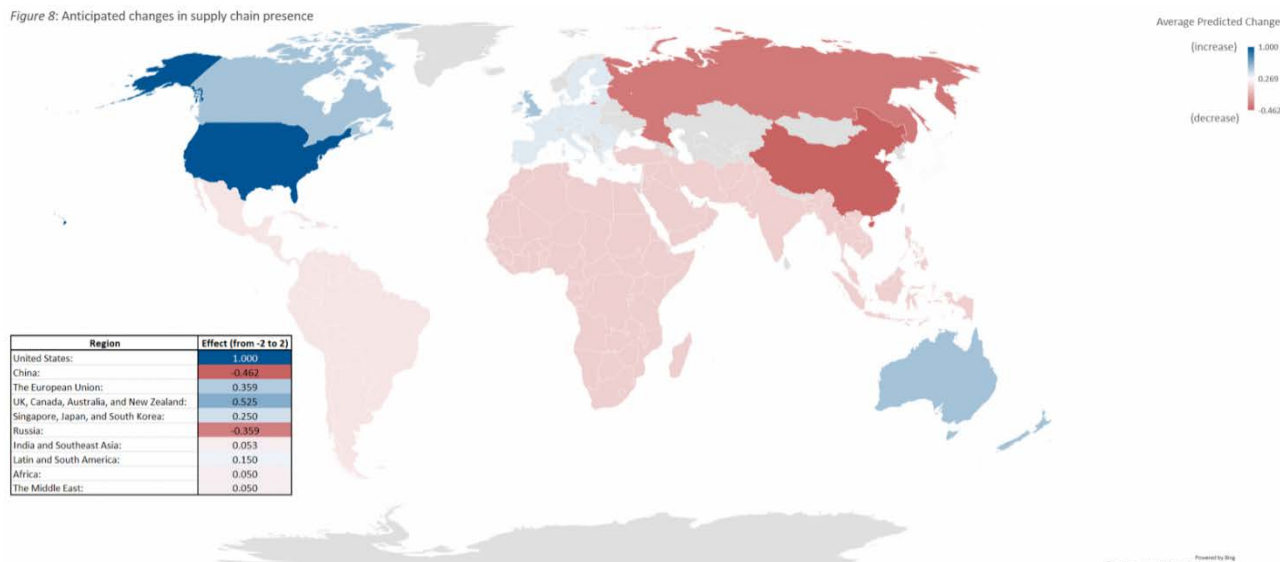 Figure 8: Anticipated changes in supply chain presence
Average Predicted Change
(increase)
1.000
0.269
-0.462
(decrease)
Region Effect (from -2 to 2)
United States: 1.000
China: -0.462
The European Union: 0.359
UK, Canada, Australia, and New Zealand: 0.525
Singapore, Japan, and South Korea: 0.250
Russia: -0.359
India and Southeast Asia: 0.053
Latin and South America: 0.150
Africa: 0.050
The Middle East: 0.050
Powered by Bing